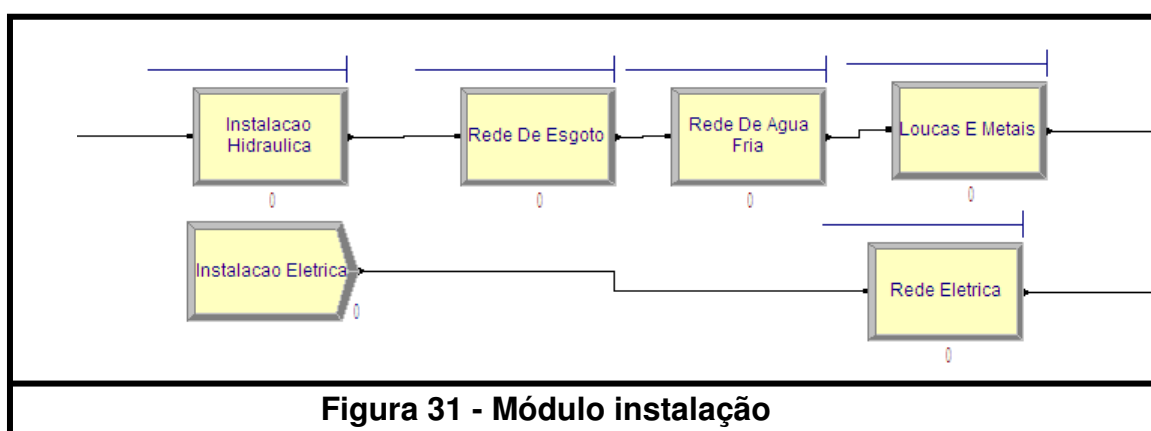 Instalacao
Hidraulica
0
Rede De Esgoto
0
Rede De Agua
Fria
0
Loucas E Metais
0
Instalacao Eletrica
0
Rede Eletrica
0
Figura 31 - Módulo instalação